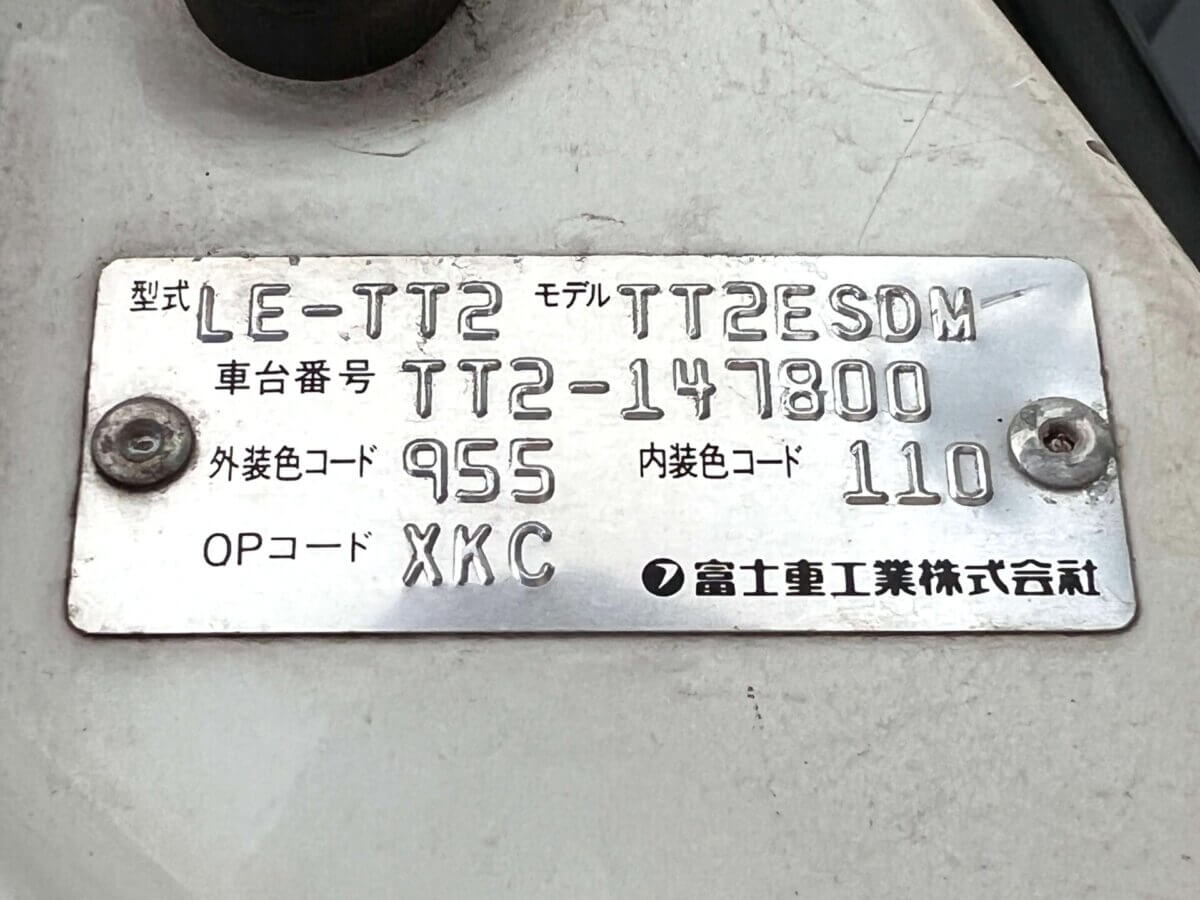 型式 LE-TT2 モデル TT2ESDM
車台番号 TT2-147800
外装色コード 955 内装色コード 110
OPコード XKC
フ 富士重工業株式会社